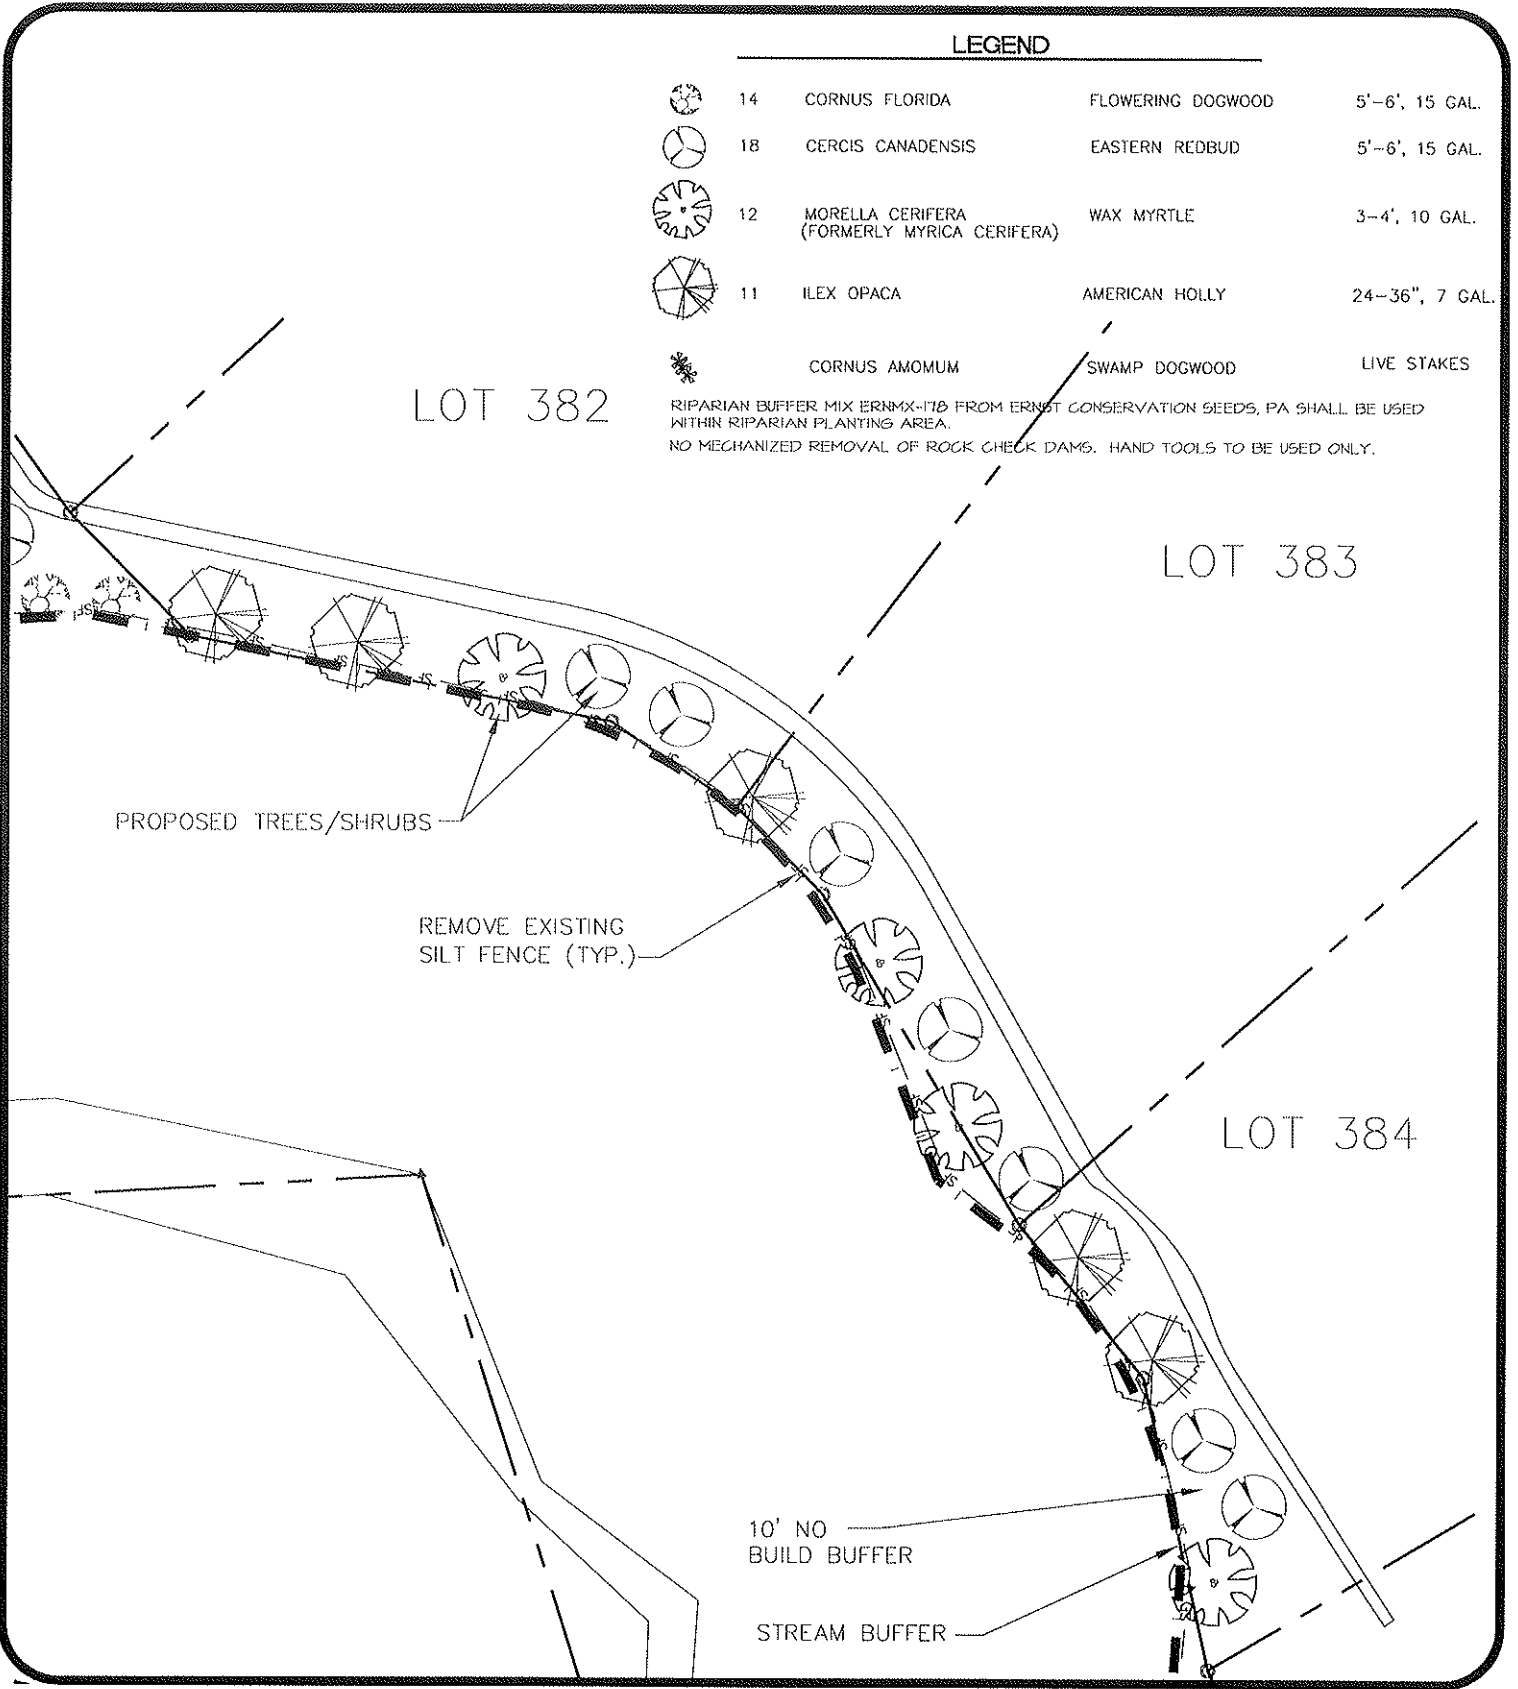 LEGEND
14 CORNUS FLORIDA FLOWERING DOGWOOD 5'-6', 15 GAL.
18 CERCIS CANADENSIS EASTERN REDBUD 5'-6', 15 GAL.
12 MORELLA CERIFERA WAX MYRTLE 3-4', 10 GAL.
(FORMERLY MYRICA CERIFERA)
11 ILEX OPACA AMERICAN HOLLY 24-36", 7 GAL.
CORNUS AMOMUM SWAMP DOGWOOD LIVE STAKES
RIPARIAN BUFFER MIX ERNMX-178 FROM ERNST CONSERVATION SEEDS, PA SHALL BE USED
WITHIN RIPARIAN PLANTING AREA.
NO MECHANIZED REMOVAL OF ROCK CHECK DAMS. HAND TOOLS TO BE USED ONLY.
LOT 382
LOT 383
PROPOSED TREES/SHRUBS
REMOVE EXISTING
SILT FENCE (TYP.)
LOT 384
10' NO
BUILD BUFFER
STREAM BUFFER